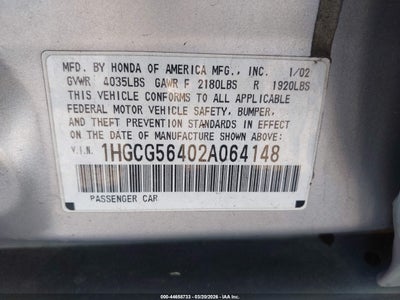 MFD. BY HONDA OF AMERICA MFG., INC. 1/02
GVWR 4035LBS GAWR F 2180LBS R 1920LBS
THIS VEHICLE CONFORMS TO ALL APPLICABLE
FEDERAL MOTOR VEHICLE SAFETY, BUMPER,
AND THEFT PREVENTION STANDARDS IN EFFECT
ON THE DATE OF MANUFACTURE SHOWN ABOVE:
V.I.N. 1HGCG56402A064148
PASSENGER CAR
000-44658733 - 03/20/2026 - IAAI.COM